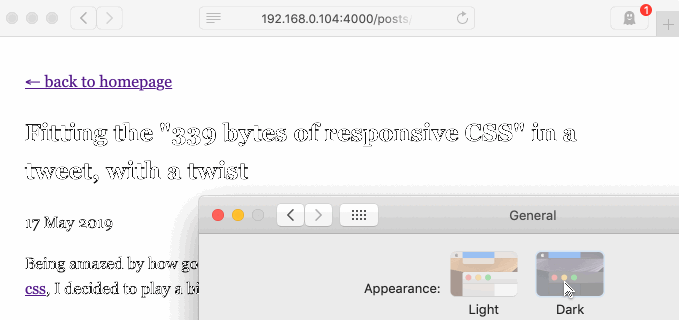 192.168.0.104:4000/posts/
1
← back to homepage
Fitting the "339 bytes of responsive CSS" in a
tweet, with a twist
17 May 2019
Being amazed by how go
css, I decided to play a bi
General
Appearance:
Light
Dark